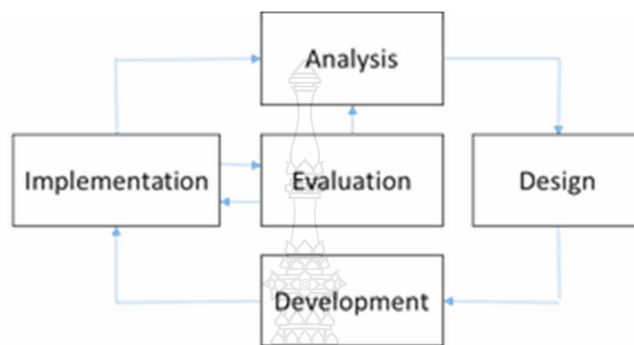 Analysis
Implementation
Evaluation
Design
Development